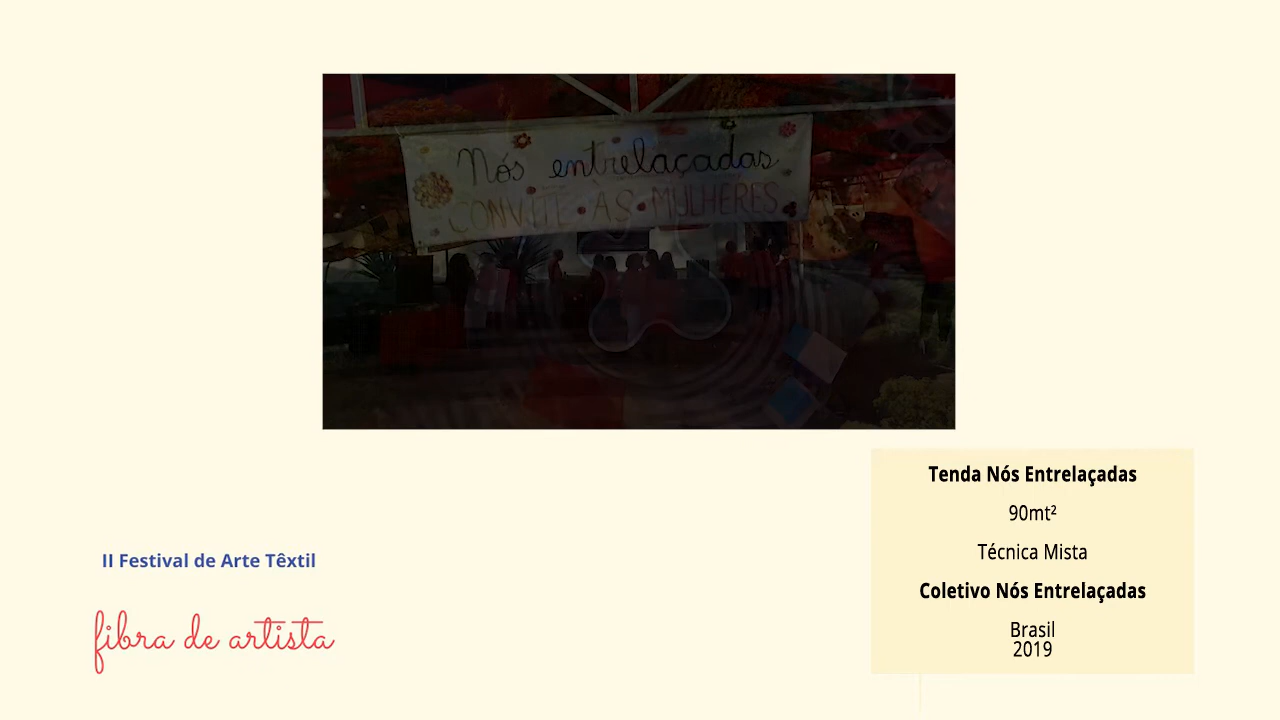 Nós entrelaçadas
CONVITE • ÀS • MULHERES
Tenda Nós Entrelaçadas
90mt²
Técnica Mista
Coletivo Nós Entrelaçadas
Brasil
2019
II Festival de Arte Têxtil
fibra de artista